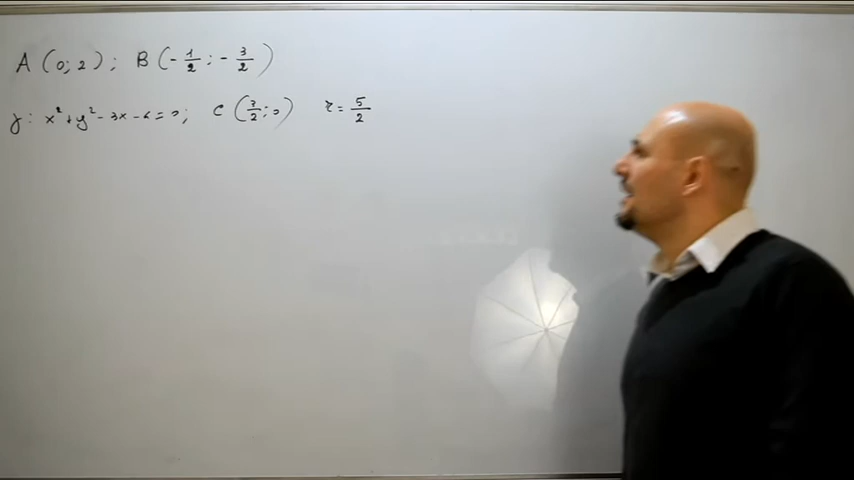 A (0; 2); B (-1/2; -3/2)
γ: x² + y² - 3x - 4 = 0; C (3/2; 0) r = 5/2